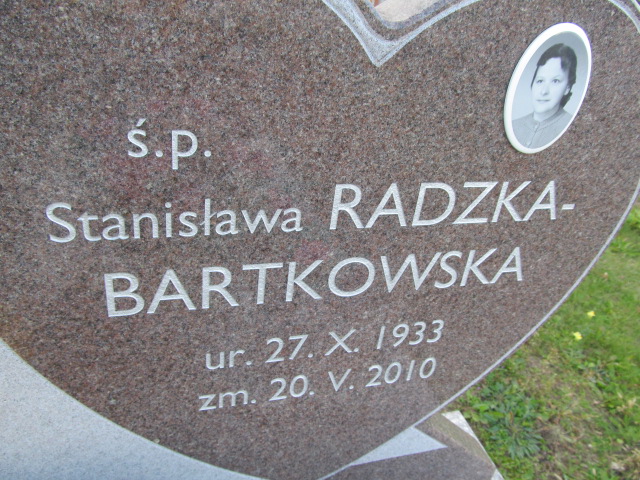 ś.p.
Stanisława RADZKA-
BARTKOWSKA
ur. 27. X. 1933
zm. 20. V. 2010